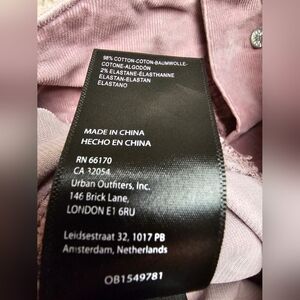 98% COTTON-COTON-BAUMWOLLE-
COTONE-ALGODÓN
2% ELASTANE-ÉLASTHANNE
ELASTAN-ELASTAN
ELASTANO
MADE IN CHINA
HECHO EN CHINA
RN 66170
CA 32054
Urban Outfitters, Inc.
146 Brick Lane,
LONDON E1 6RU
Leidsestraat 32, 1017 PB
Amsterdam, Netherlands
OB1549781